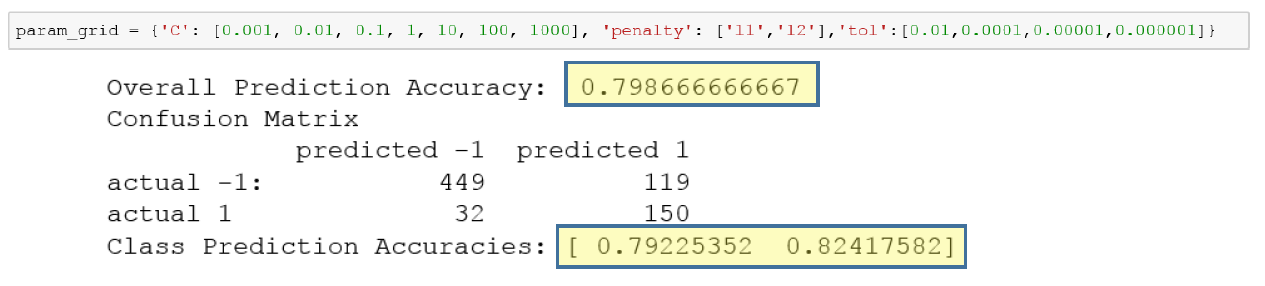 param_grid = {'C': [0.001, 0.01, 0.1, 1, 10, 100, 1000], 'penalty': ['l1','l2'],'tol':[0.01,0.0001,0.00001,0.000001]}
Overall Prediction Accuracy: 0.798666666667
Confusion Matrix
predicted -1 predicted 1
actual -1: 449 119
actual 1 32 150
Class Prediction Accuracies: [ 0.79225352 0.82417582]